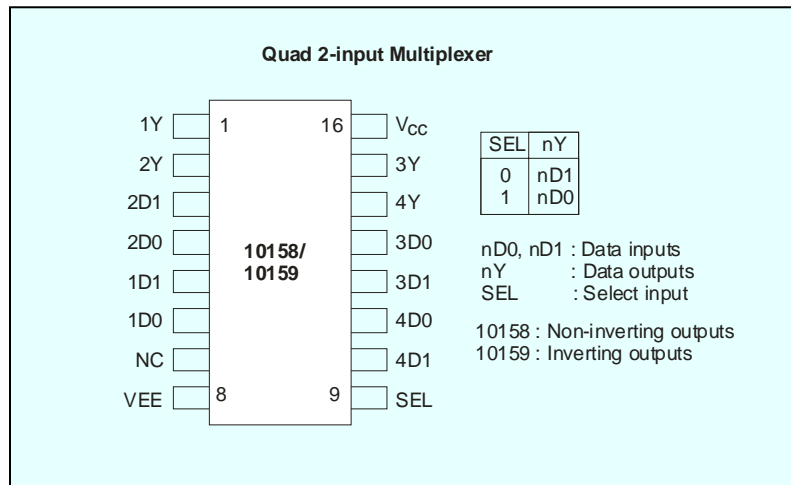 Quad 2-input Multiplexer
1Y 1 16 VCC
2Y 3Y
2D1 4Y
2D0 3D0
10158/
10159
1D1 3D1
1D0 4D0
NC 4D1
VEE 8 9 SEL
SEL nY
0 nD1
1 nD0
nD0, nD1 : Data inputs
nY : Data outputs
SEL : Select input
10158 : Non-inverting outputs
10159 : Inverting outputs